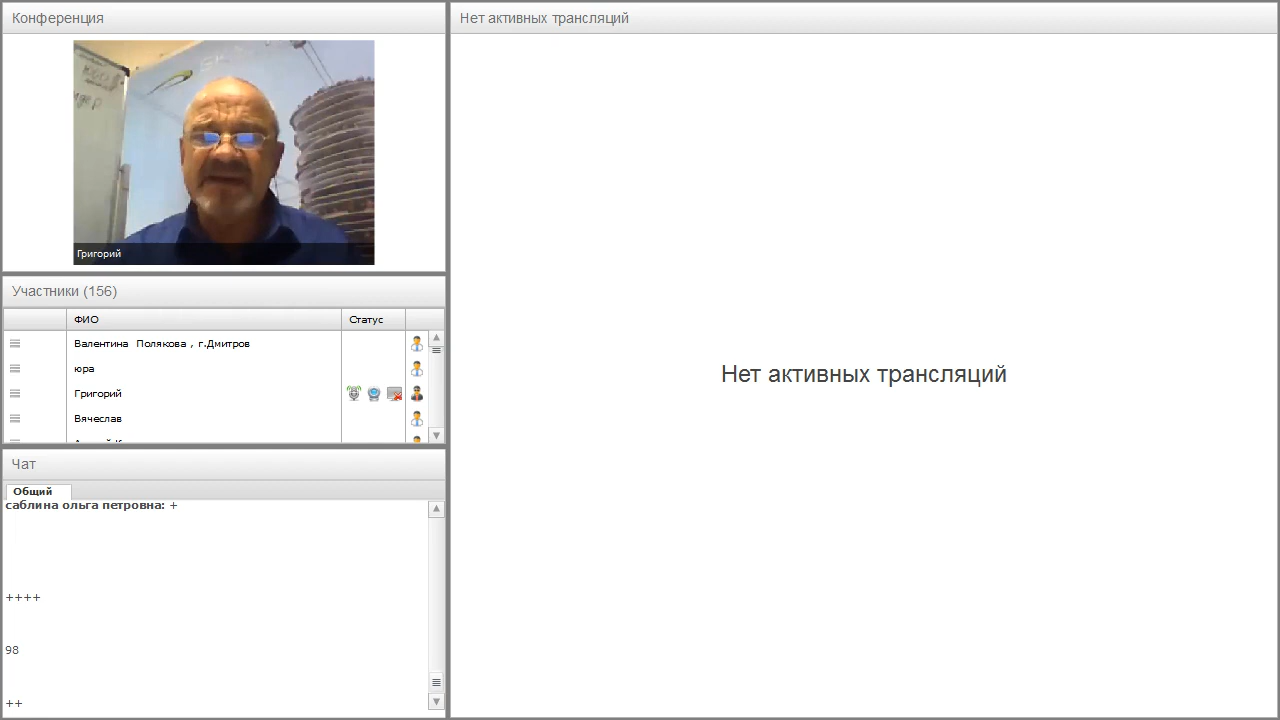 Конференция
Григорий
Участники (156)
ФИО
Статус
Валентина Полякова , г.Дмитров
юра
Григорий
Вячеслав
Чат
Общий
саблина ольга петровна: +
++++
98
++
Нет активных трансляций
Нет активных трансляций